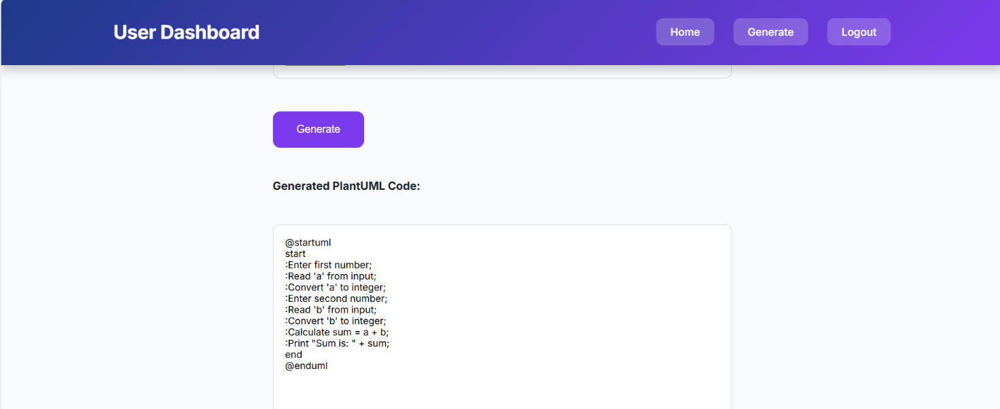 User Dashboard
Home
Generate
Logout
Generate
Generated PlantUML Code:
@startuml
start
:Enter first number;
:Read 'a' from input;
:Convert 'a' to integer;
:Enter second number;
:Read 'b' from input;
:Convert 'b' to integer;
:Calculate sum = a + b;
:Print "Sum is: " + sum;
end
@enduml